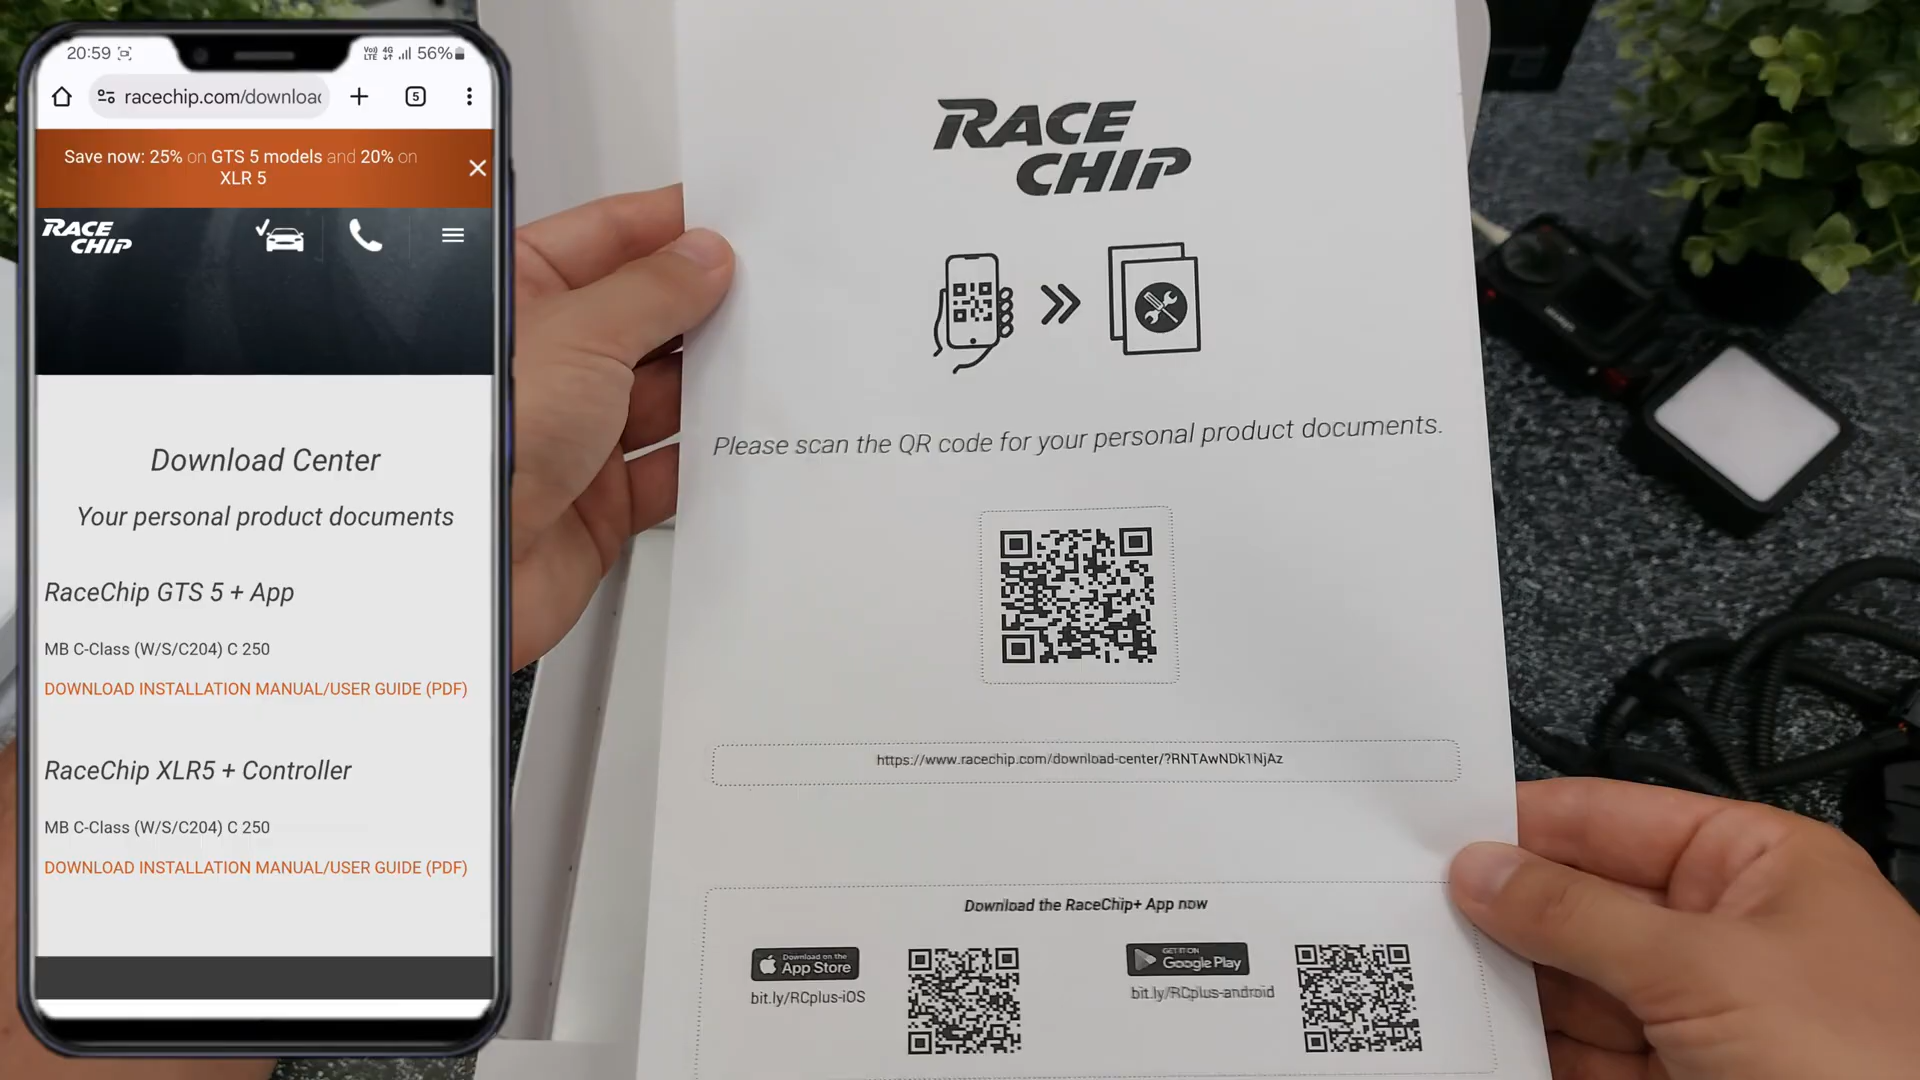 20:59
Vo)) LTE 4G 56%
racechip.com/download
5
Save now: 25% on GTS 5 models and 20% on
XLR 5
RACE
CHIP
Download Center
Your personal product documents
RaceChip GTS 5 + App
MB C-Class (W/S/C204) C 250
DOWNLOAD INSTALLATION MANUAL/USER GUIDE (PDF)
RaceChip XLR5 + Controller
MB C-Class (W/S/C204) C 250
DOWNLOAD INSTALLATION MANUAL/USER GUIDE (PDF)
RACE
CHIP
Please scan the QR code for your personal product documents.
https://www.racechip.com/download-center/?RNTAwNDk1NjAz
Download the RaceChip+ App now
Download on the
App Store
bit.ly/RCplus-iOS
GET IT ON
Google Play
bit.ly/RCplus-android